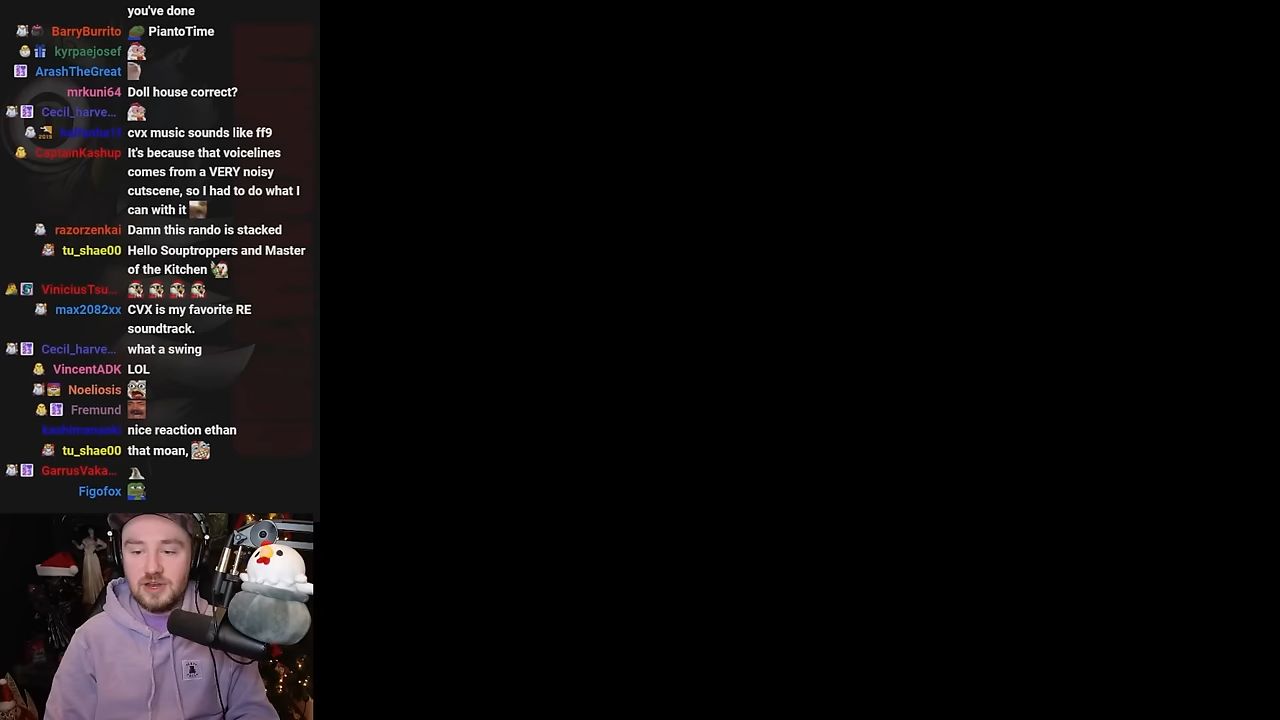 you've done
BarryBurrito PiantoTime
kyrpaejosef
ArashTheGreat
mrkuni64 Doll house correct?
Cecil_harve...
cvx music sounds like ff9
CaptainKashup It's because that voicelines
comes from a VERY noisy
cutscene, so I had to do what I
can with it
razorzenkai Damn this rando is stacked
tu_shae00 Hello Souptroppers and Master
of the Kitchen
ViniciusTsu...
max2082xx CVX is my favorite RE
soundtrack.
Cecil_harve... what a swing
VincentADK LOL
Noeliosis
Fremund
nice reaction ethan
tu_shae00 that moan,
GarrusVaka...
Figofox